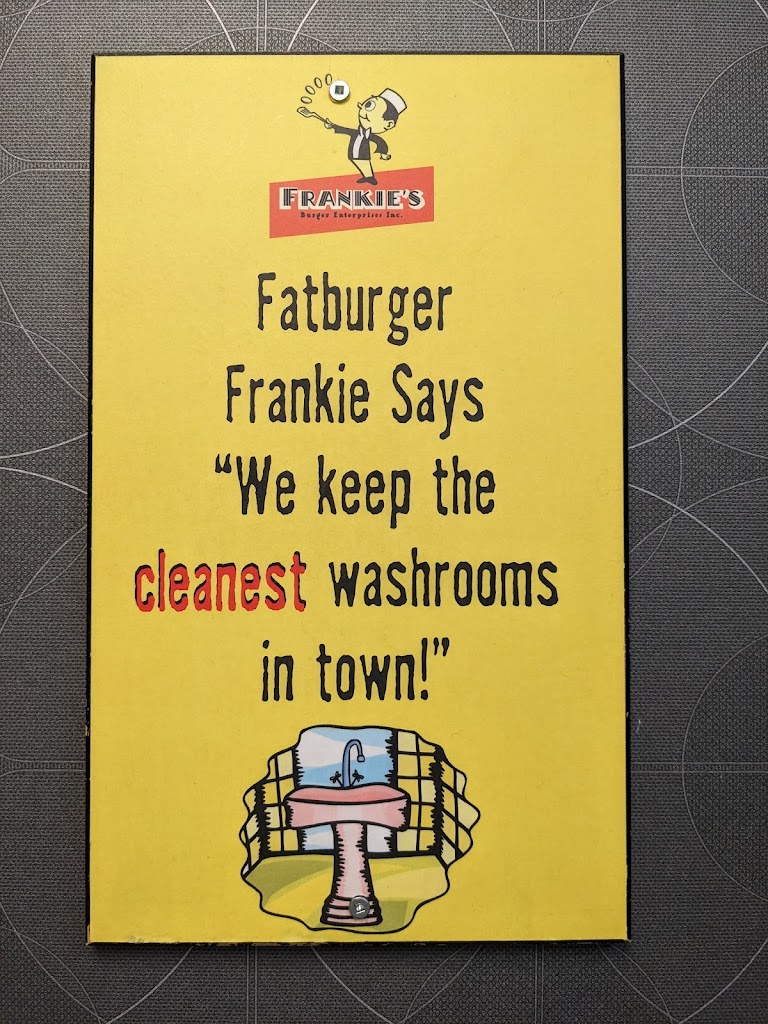 FRANKIE'S
Burger Enterprises Inc.
Fatburger
Frankie Says
“We keep the
cleanest washrooms
in town!”